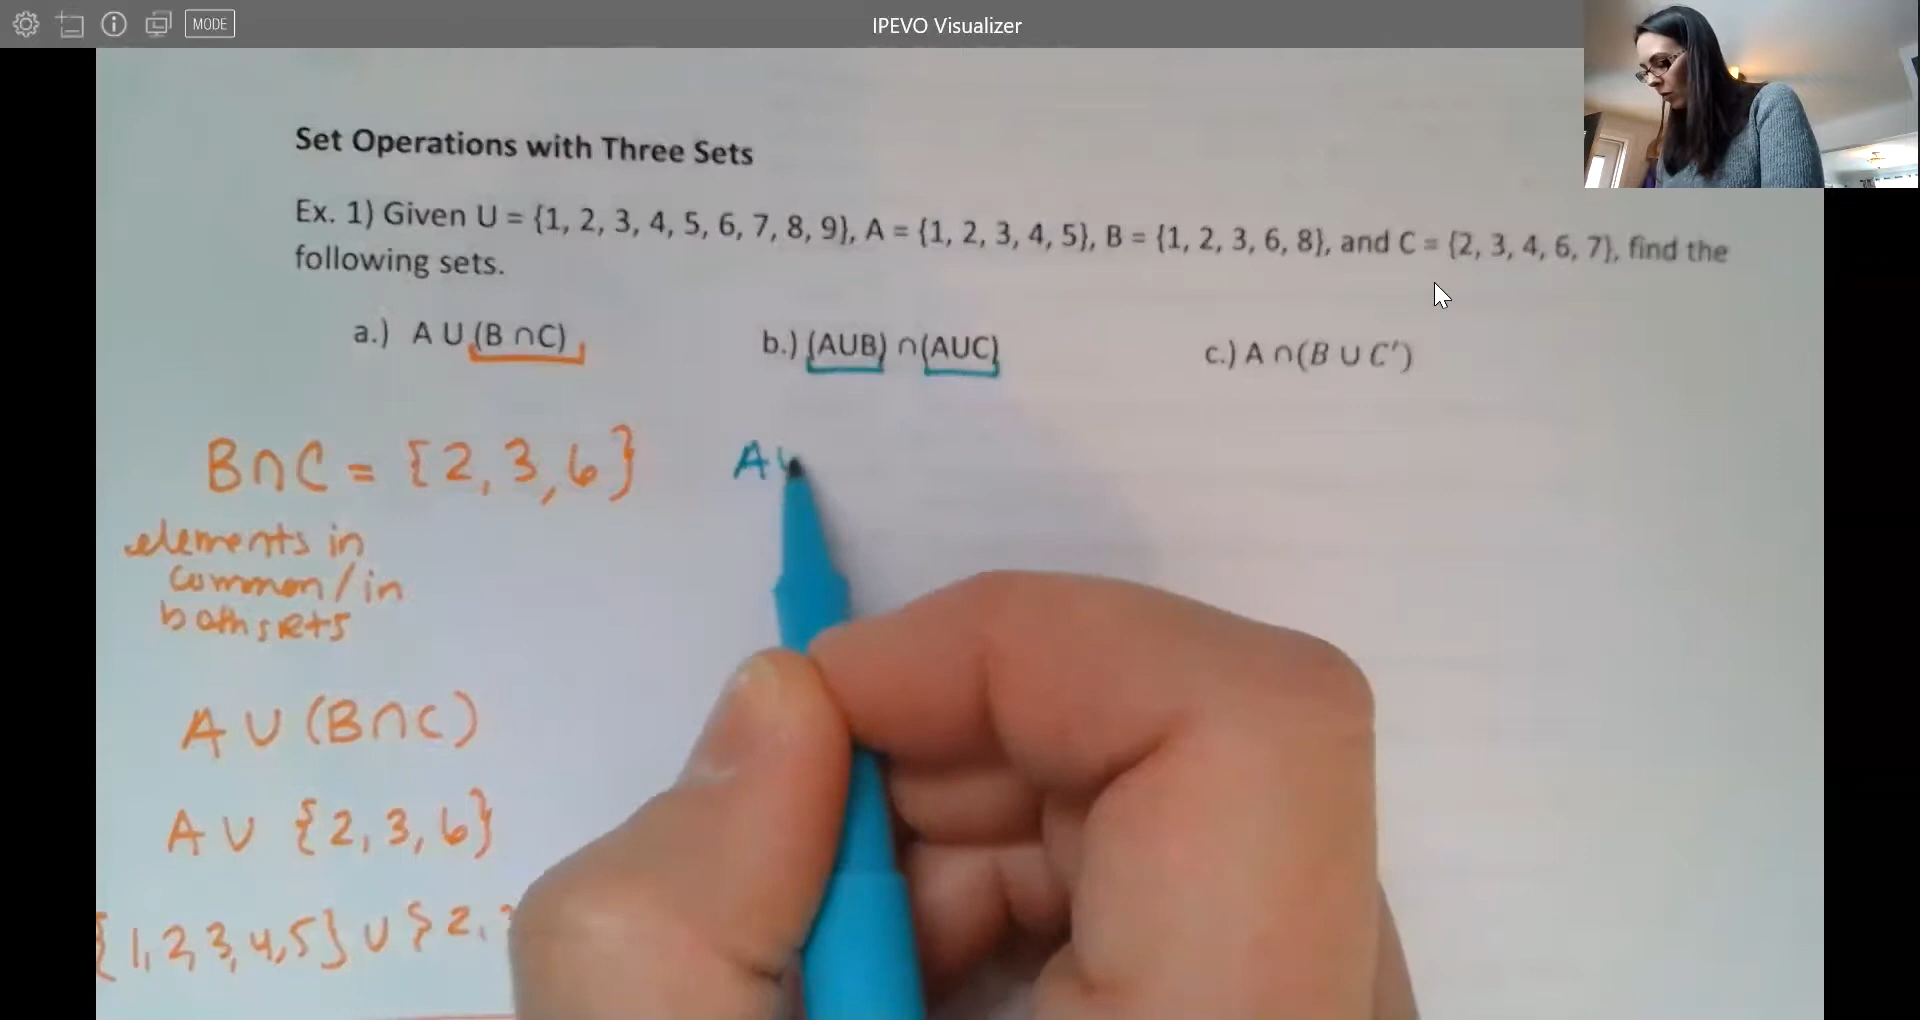 MODE
IPEVO Visualizer
Set Operations with Three Sets
Ex. 1) Given U = {1, 2, 3, 4, 5, 6, 7, 8, 9}, A = {1, 2, 3, 4, 5}, B = {1, 2, 3, 6, 8}, and C = {2, 3, 4, 6, 7}, find the
following sets.
a.) A U (B ∩C)
b.) (AUB) ∩(AUC)
c.) A ∩(B ∪ C′)
B∩C = {2, 3, 6}
elements in
common/in
both sets
A ∪ (B∩C)
A ∪ {2, 3, 6}
{1, 2, 3, 4, 5} ∪ {2,
A